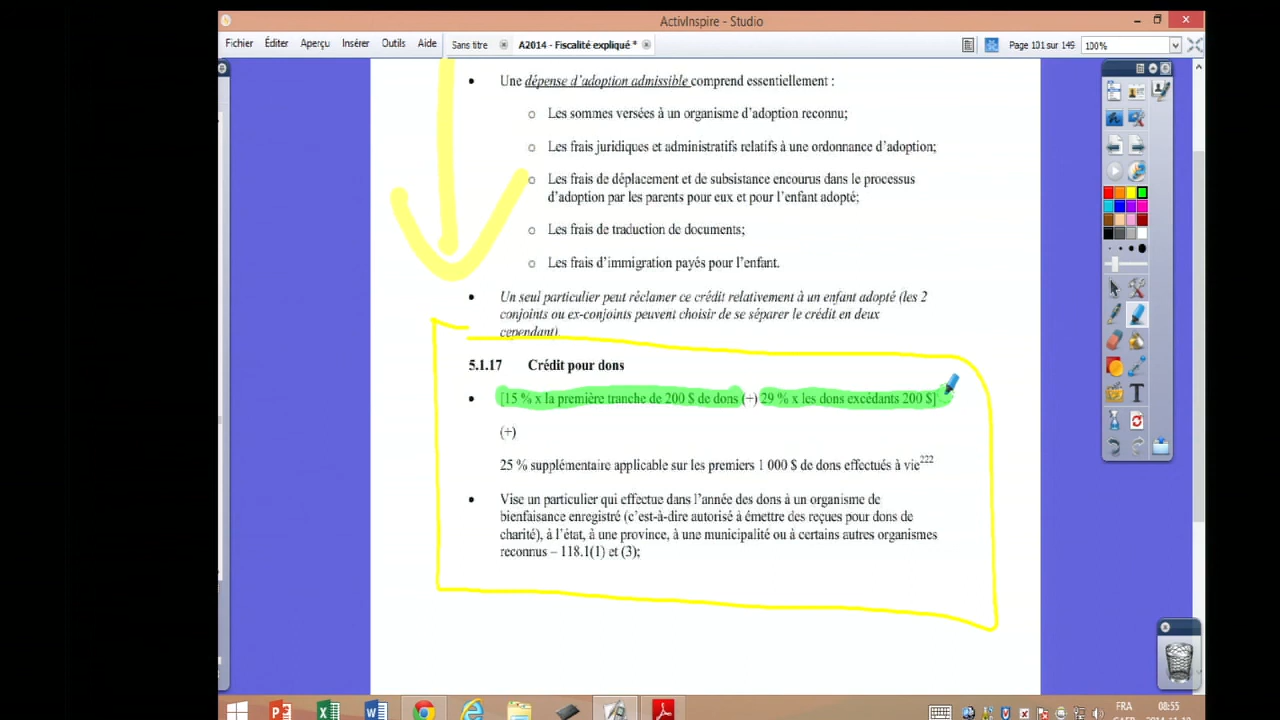 ActivInspire - Studio
Fichier Éditer Aperçu Insérer Outils Aide Sans titre A2014 - Fiscalité expliqué * Page 101 sur 149 100%
• Une dépense d’adoption admissible comprend essentiellement :
o Les sommes versées à un organisme d’adoption reconnu;
o Les frais juridiques et administratifs relatifs à une ordonnance d’adoption;
o Les frais de déplacement et de subsistance encourus dans le processus
d’adoption par les parents pour eux et pour l’enfant adopté;
o Les frais de traduction de documents;
o Les frais d’immigration payés pour l’enfant.
• Un seul particulier peut réclamer ce crédit relativement à un enfant adopté (les 2
conjoints ou ex-conjoints peuvent choisir de se séparer le crédit en deux
cependant).
5.1.17 Crédit pour dons
• [15 % x la première tranche de 200 $ de dons (+) 29 % x les dons excédants 200 $]
(+)
25 % supplémentaire applicable sur les premiers 1 000 $ de dons effectués à vie222
• Vise un particulier qui effectue dans l’année des dons à un organisme de
bienfaisance enregistré (c’est-à-dire autorisé à émettre des reçues pour dons de
charité), à l’état, à une province, à une municipalité ou à certains autres organismes
reconnus – 118.1(1) et (3);
FR 08:55